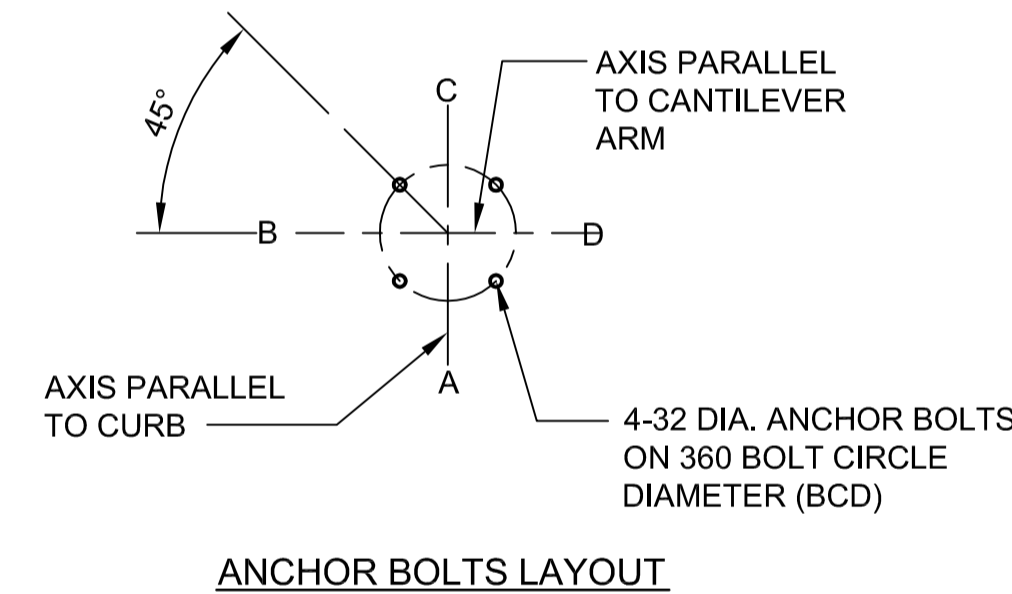 AXIS PARALLEL
TO CANTILEVER
ARM
C
45°
B
D
A
AXIS PARALLEL
TO CURB
4-32 DIA. ANCHOR BOLTS
ON 360 BOLT CIRCLE
DIAMETER (BCD)
ANCHOR BOLTS LAYOUT